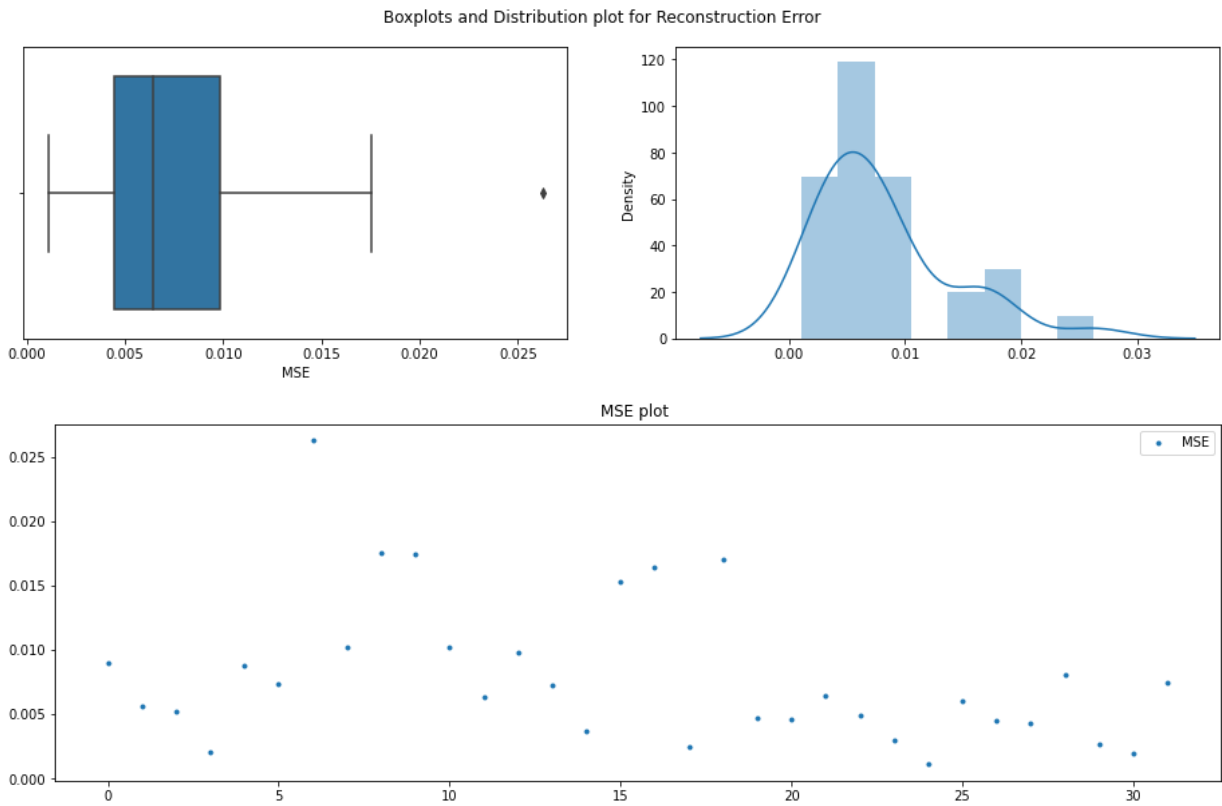 Boxplots and Distribution plot for Reconstruction Error
0.000 0.005 0.010 0.015 0.020 0.025
MSE
120
100
80
60
40
20
0
Density
0.00 0.01 0.02 0.03
MSE plot
MSE
0.025
0.020
0.015
0.010
0.005
0.000
0 5 10 15 20 25 30